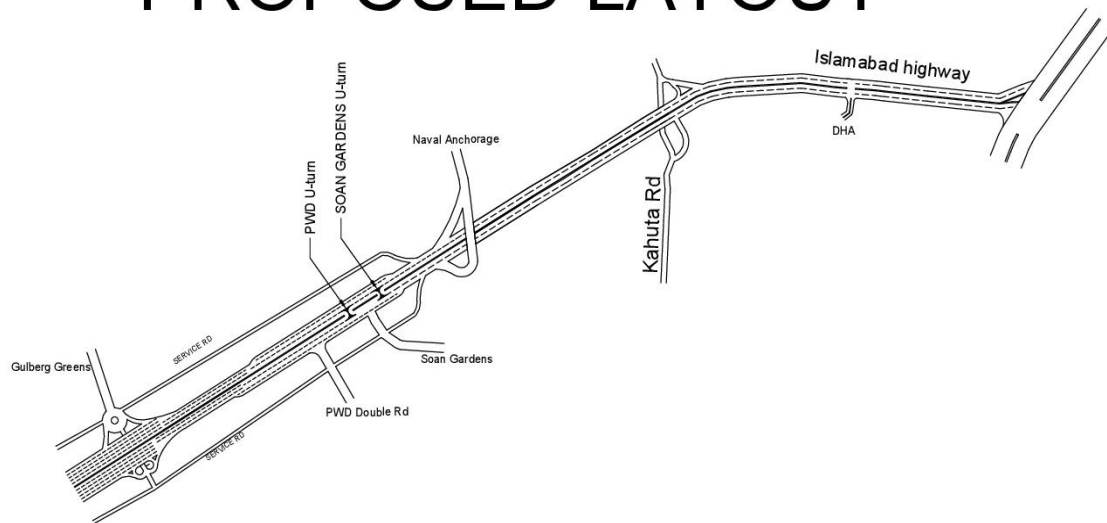 PROPOSED LAYOUT
Islamabad highway
DHA
SOAN GARDENS U-turn
PWD U-turn
Naval Anchorage
Kahuta Rd
SERVICE RD
Gulberg Greens
Soan Gardens
PWD Double Rd
SERVICE RD